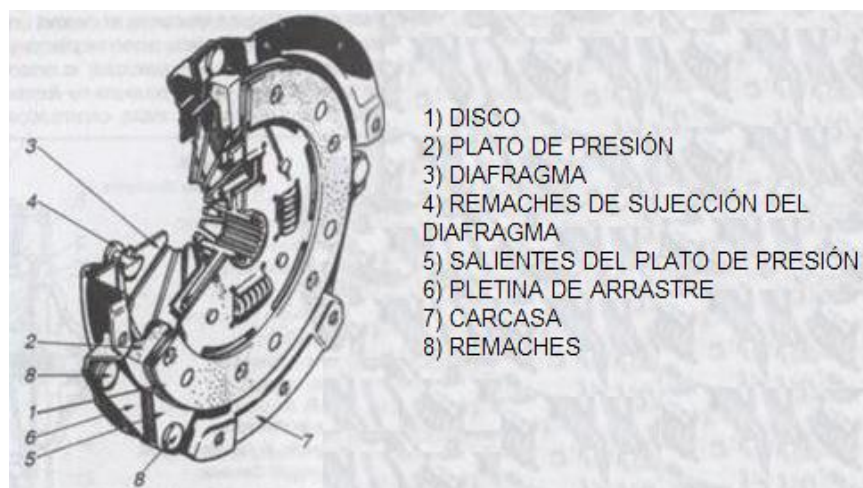 3
4
2
8
1
6
5
8
7
1) DISCO
2) PLATO DE PRESIÓN
3) DIAFRAGMA
4) REMACHES DE SUJECCIÓN DEL
DIAFRAGMA
5) SALIENTES DEL PLATO DE PRESIÓN
6) PLETINA DE ARRASTRE
7) CARCASA
8) REMACHES